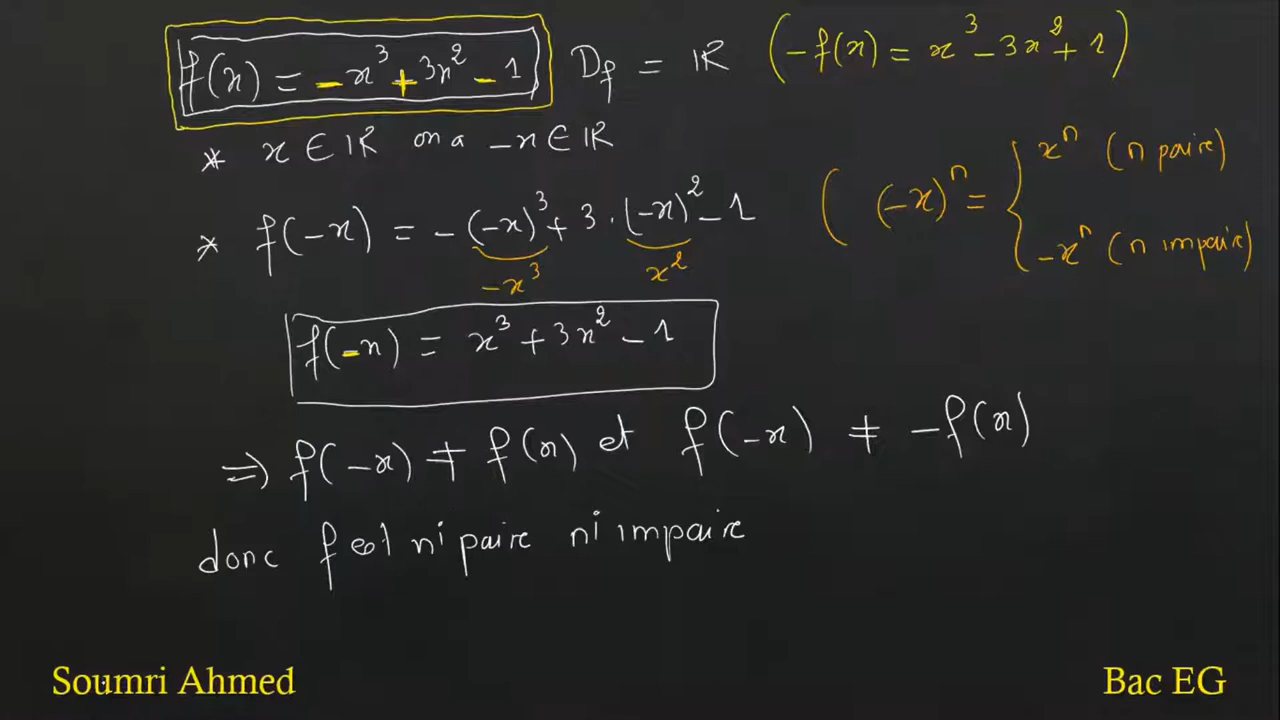 f(x) = -x³ + 3x² - 1 D_f = ℝ (-f(x) = x³ - 3x² + 1)
* x ∈ ℝ on a -x ∈ ℝ
( (-x)ⁿ = { xⁿ (n paire)
-xⁿ (n impaire)
* f(-x) = -(-x)³ + 3·(-x)² - 1
-x³ x²
f(-x) = x³ + 3x² - 1
⇒ f(-x) ≠ f(x) et f(-x) ≠ -f(x)
donc f est ni paire ni impaire
Soumri Ahmed
Bac EG